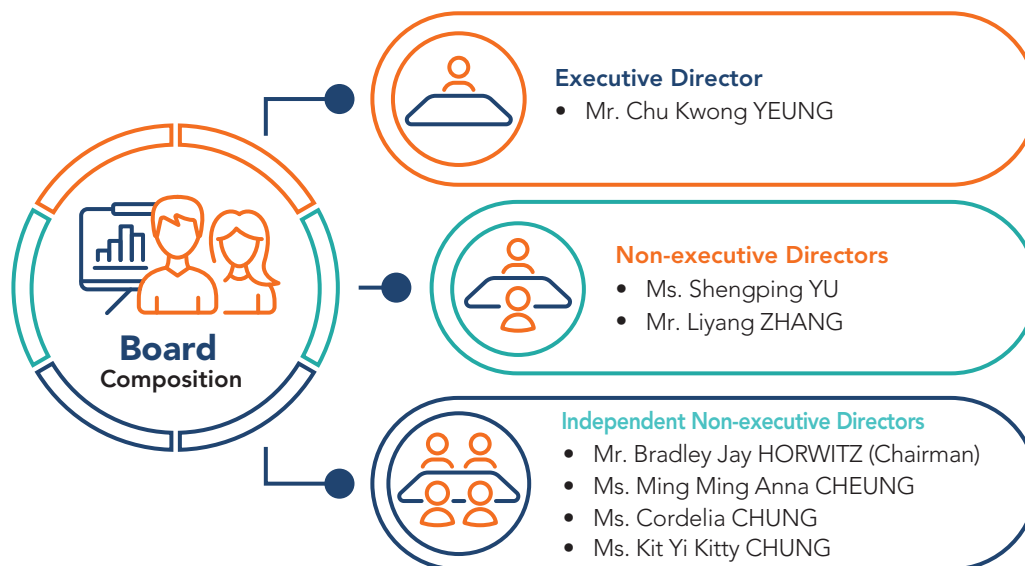 Board
Composition
Executive Director
• Mr. Chu Kwong YEUNG
Non-executive Directors
• Ms. Shengping YU
• Mr. Liyang ZHANG
Independent Non-executive Directors
• Mr. Bradley Jay HORWITZ (Chairman)
• Ms. Ming Ming Anna CHEUNG
• Ms. Cordelia CHUNG
• Ms. Kit Yi Kitty CHUNG